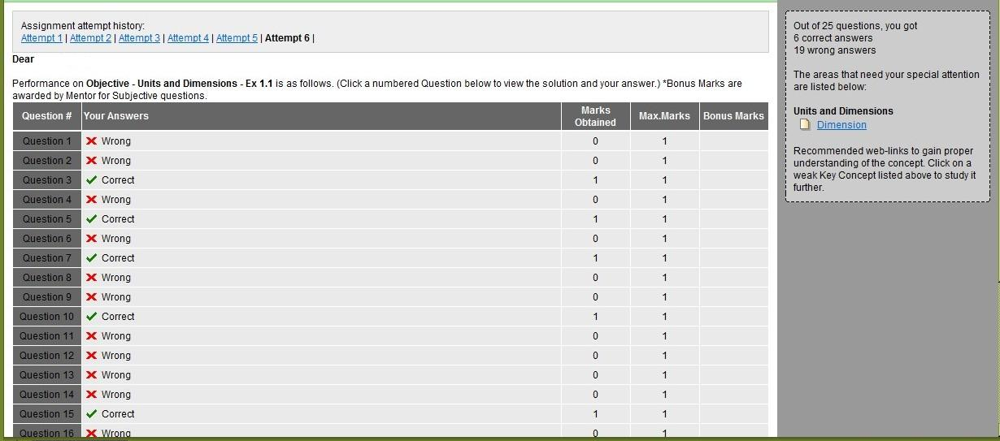 Assignment attempt history:
Attempt 1 | Attempt 2 | Attempt 3 | Attempt 4 | Attempt 5 | Attempt 6 |
Dear
Performance on Objective - Units and Dimensions - Ex 1.1 is as follows. (Click a numbered Question below to view the solution and your answer.) *Bonus Marks are
awarded by Mentor for Subjective questions.
Question # Your Answers Marks Obtained Max.Marks Bonus Marks
Question 1 Wrong 0 1
Question 2 Wrong 0 1
Question 3 Correct 1 1
Question 4 Wrong 0 1
Question 5 Correct 1 1
Question 6 Wrong 0 1
Question 7 Correct 1 1
Question 8 Wrong 0 1
Question 9 Wrong 0 1
Question 10 Correct 1 1
Question 11 Wrong 0 1
Question 12 Wrong 0 1
Question 13 Wrong 0 1
Question 14 Wrong 0 1
Question 15 Correct 1 1
Question 16 Wrong 0 1
Out of 25 questions, you got
6 correct answers
19 wrong answers
The areas that need your special attention
are listed below:
Units and Dimensions
Dimension
Recommended web-links to gain proper
understanding of the concept. Click on a
weak Key Concept listed above to study it
further.